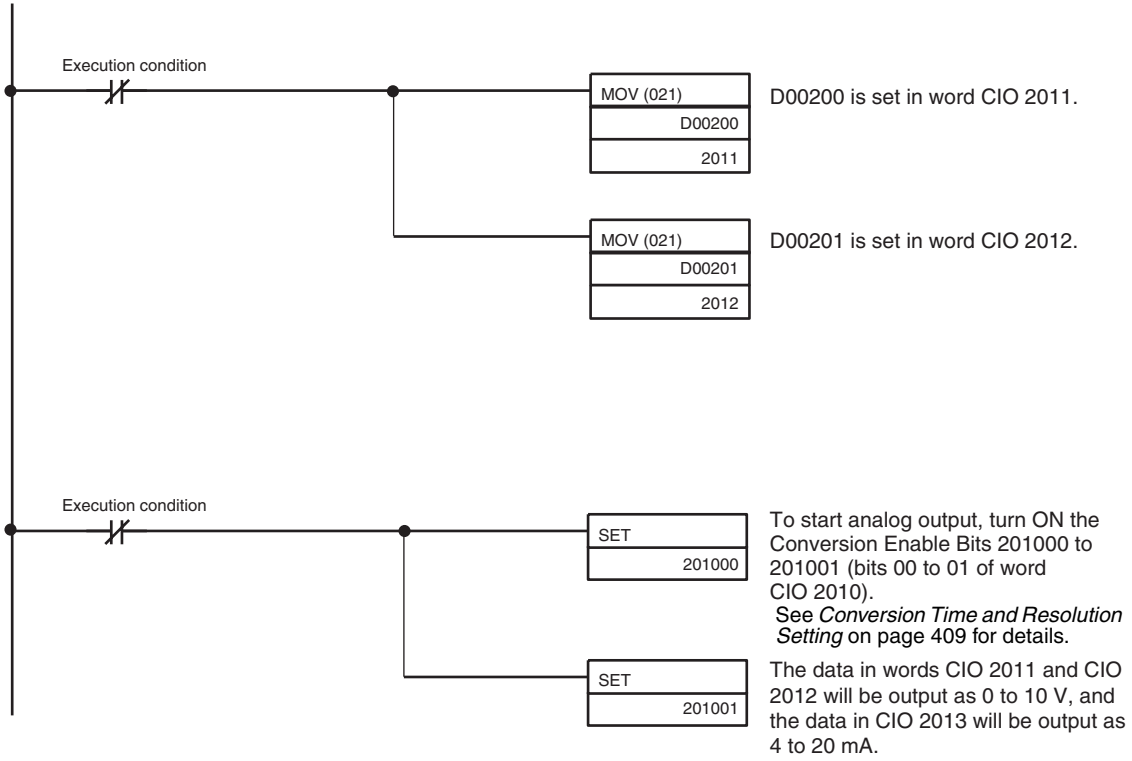 Execution condition
MOV (021)
D00200
2011
D00200 is set in word CIO 2011.
MOV (021)
D00201
2012
D00201 is set in word CIO 2012.
Execution condition
SET
201000
To start analog output, turn ON the
Conversion Enable Bits 201000 to
201001 (bits 00 to 01 of word
CIO 2010).
See Conversion Time and Resolution
Setting on page 409 for details.
SET
201001
The data in words CIO 2011 and CIO
2012 will be output as 0 to 10 V, and
the data in CIO 2013 will be output as
4 to 20 mA.